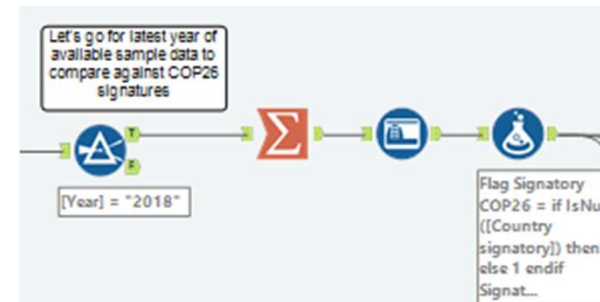 Let's go for latest year of
available sample data to
compare against COP26
signatures
T
F
[Year] = "2018"
Flag Signatory
COP26 = if IsNu
([Country
signatory]) then
else 1 endif
Signat...